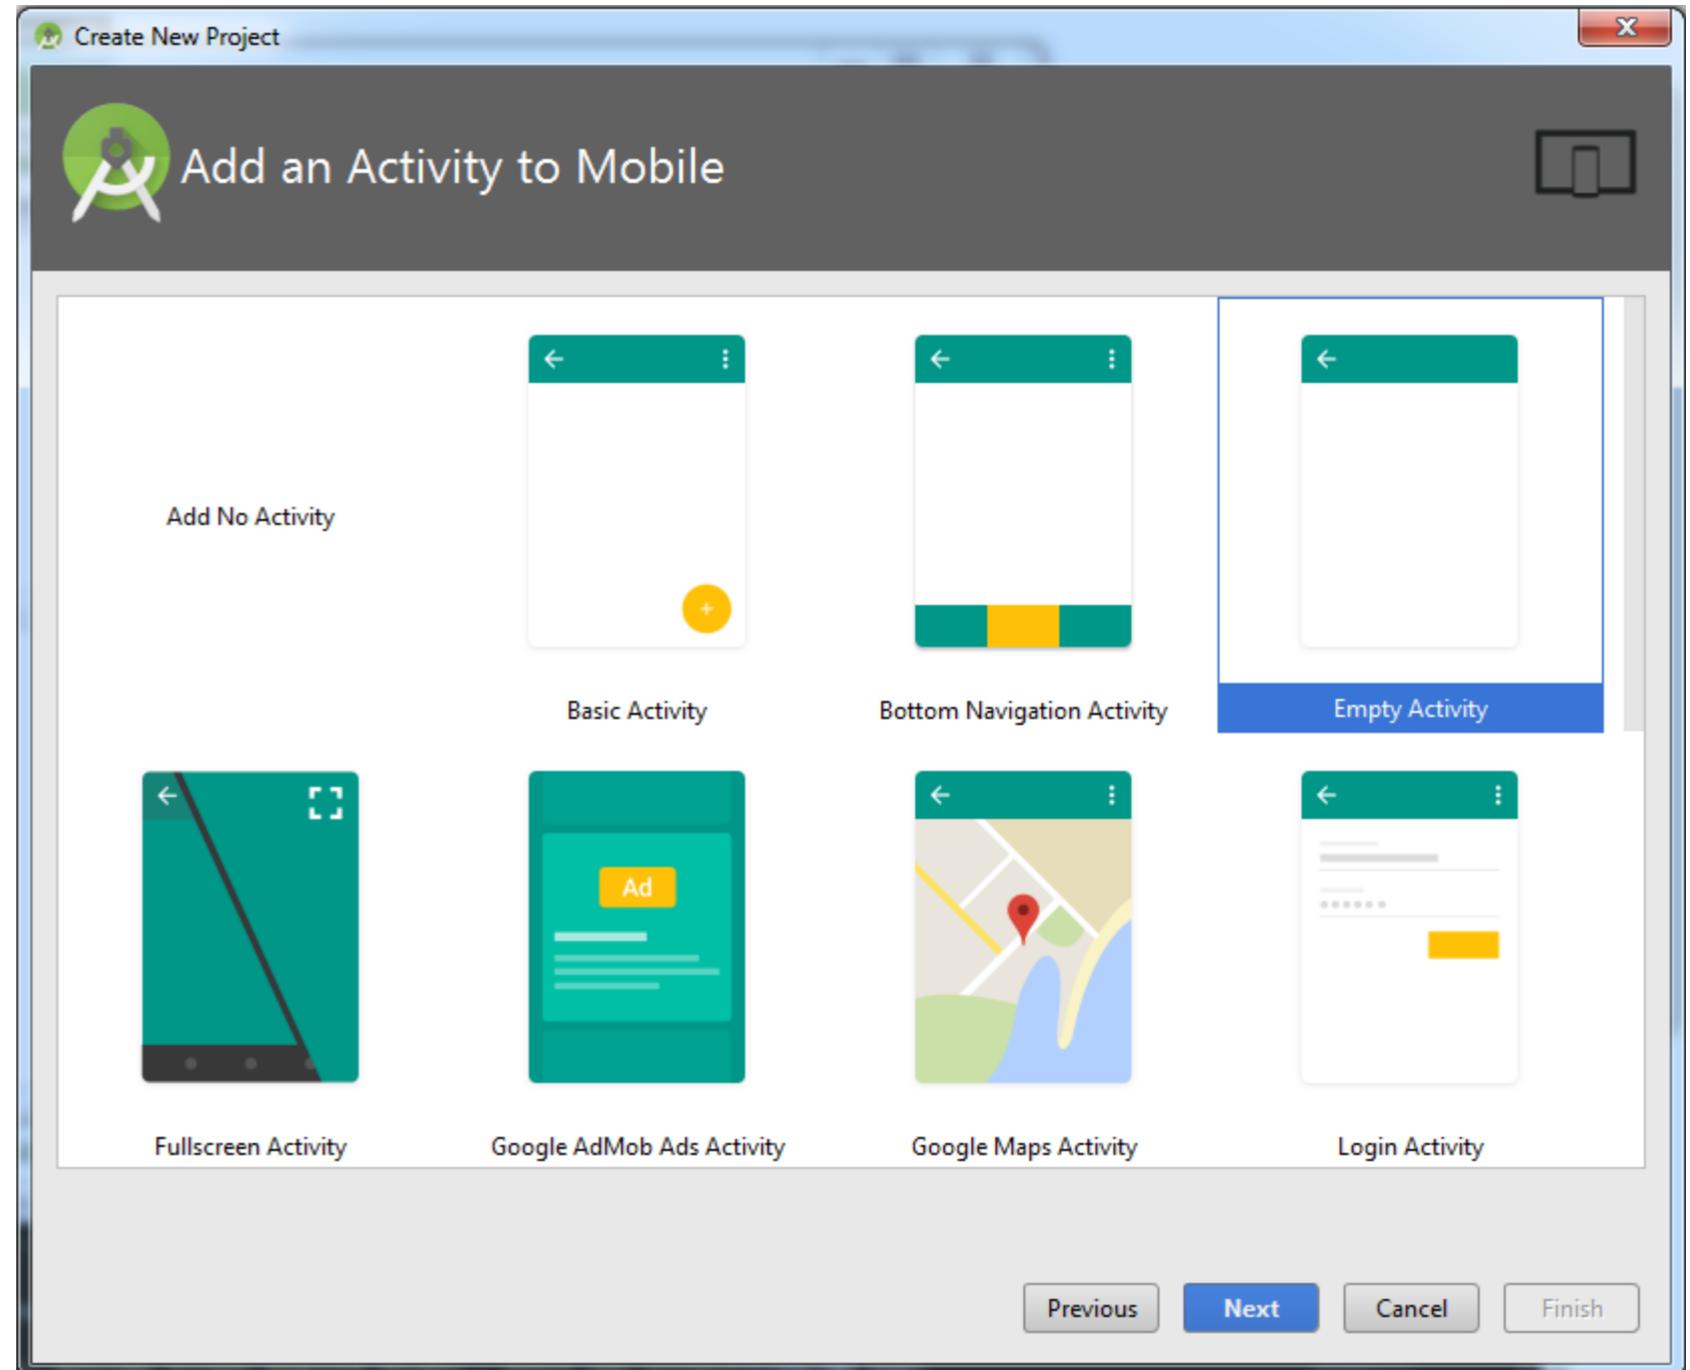 Create New Project
Add an Activity to Mobile
Add No Activity
Basic Activity
Bottom Navigation Activity
Empty Activity
Ad
Fullscreen Activity
Google AdMob Ads Activity
Google Maps Activity
Login Activity
Previous
Next
Cancel
Finish